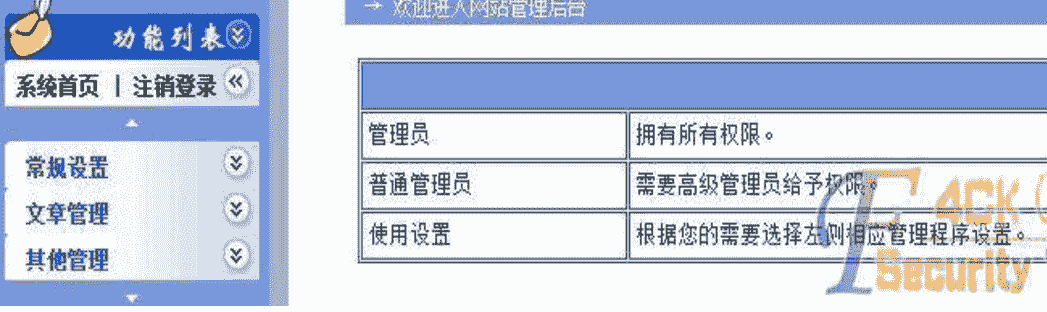 → 欢迎进入网站管理后台
功能列表
系统首页 | 注销登录
常规设置
文章管理
其他管理
管理员 拥有所有权限。
普通管理员 需要高级管理员给予权限。
使用设置 根据您的需要选择左侧相应管理程序设置。
F4CK
Security